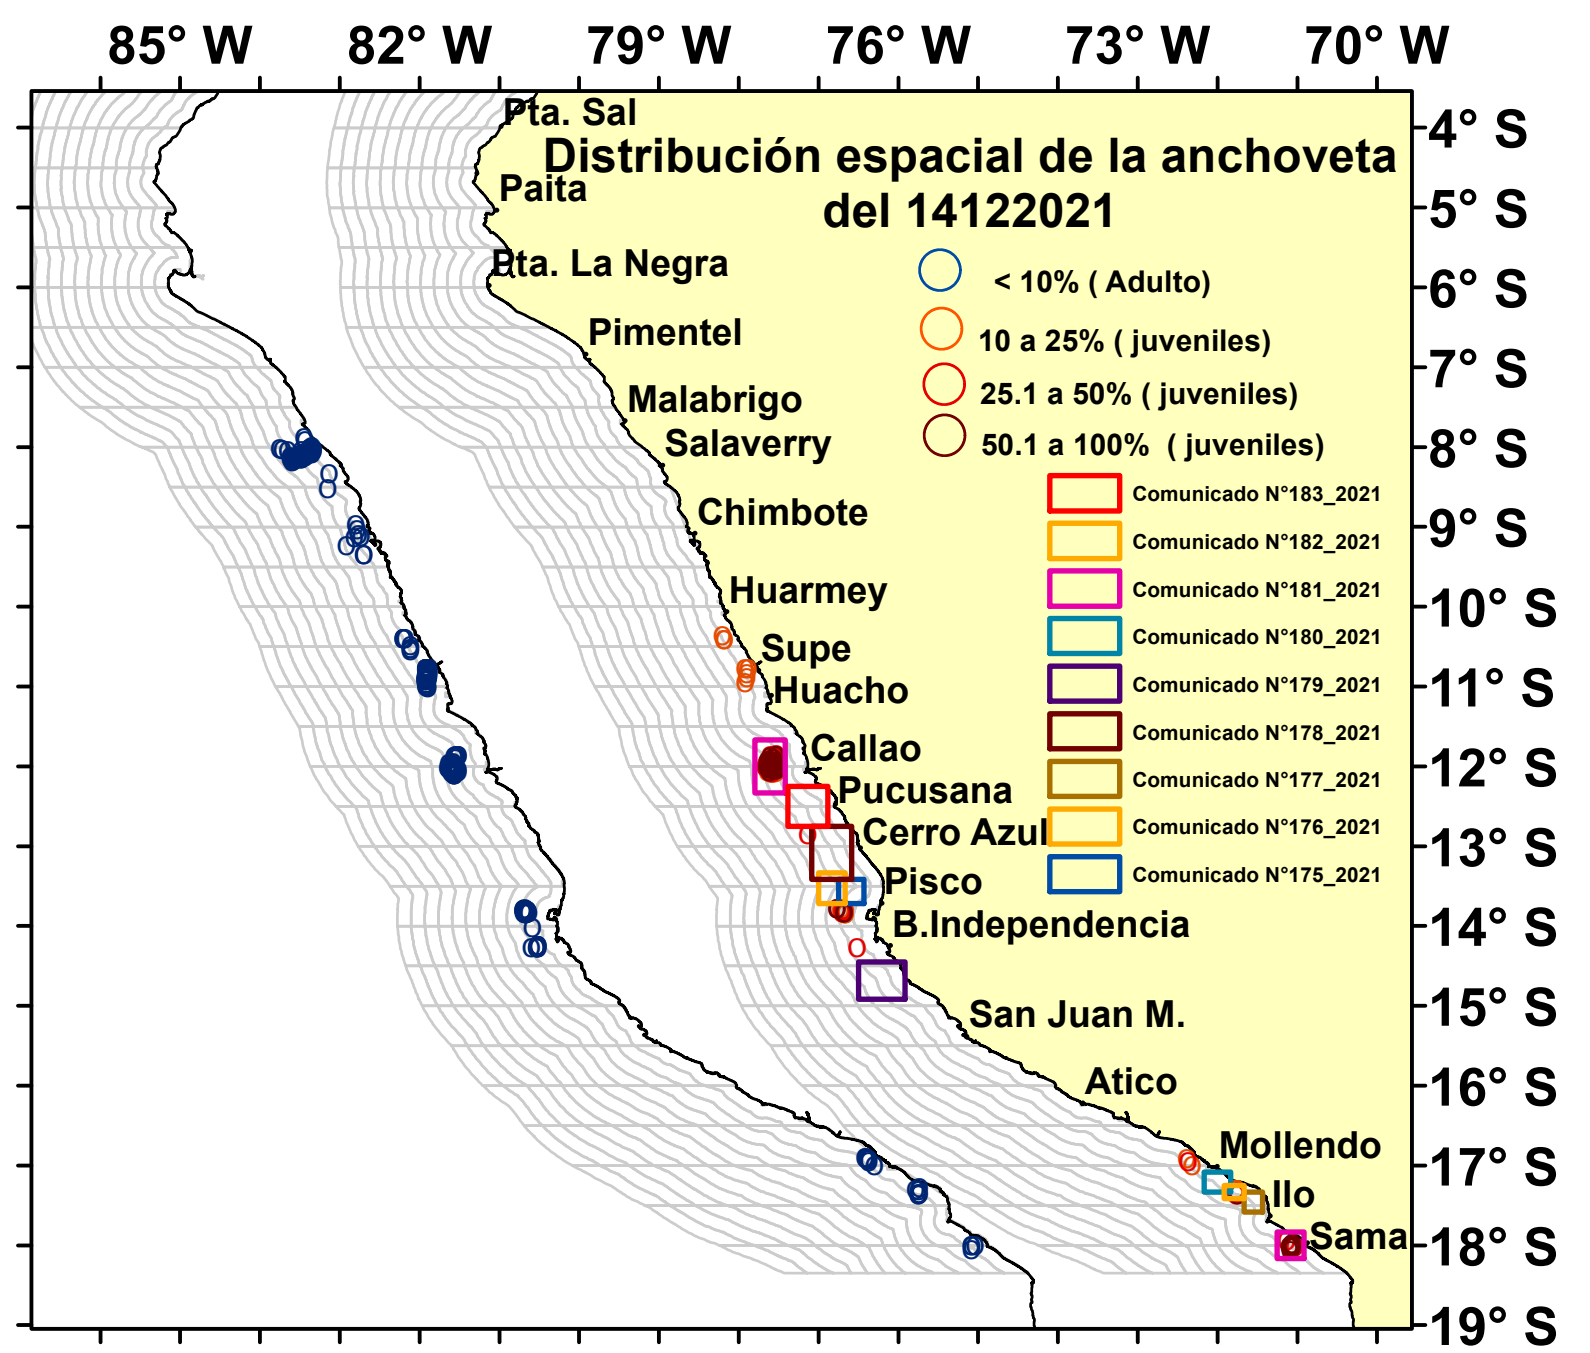 85° W 82° W 79° W 76° W 73° W 70° W
Pta. Sal
4° S
Distribución espacial de la anchoveta
del 14122021
Paita
5° S
Pta. La Negra
< 10% ( Adulto)
6° S
Pimentel
10 a 25% ( juveniles)
7° S
Malabrigo
25.1 a 50% ( juveniles)
Salaverry
50.1 a 100% ( juveniles)
8° S
Comunicado N°183_2021
Chimbote
9° S
Comunicado N°182_2021
Huarmey
Comunicado N°181_2021
10° S
Comunicado N°180_2021
Supe
Huacho
Comunicado N°179_2021
11° S
Comunicado N°178_2021
Callao
12° S
Comunicado N°177_2021
Pucusana
Comunicado N°176_2021
Cerro Azul
13° S
Comunicado N°175_2021
Pisco
B.Independencia
14° S
San Juan M.
15° S
Atico
16° S
Mollendo
17° S
Ilo
Sama
18° S
19° S